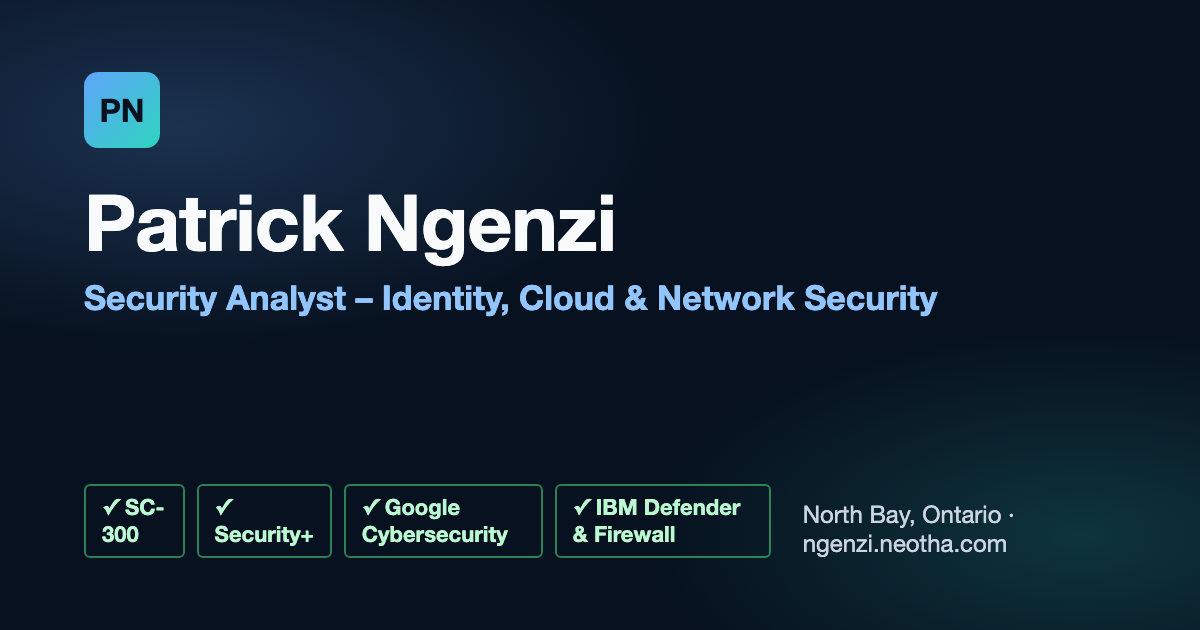 PN
Patrick Ngenzi
Security Analyst – Identity, Cloud & Network Security
✓ SC-
300
✓
Security+
✓ Google
Cybersecurity
✓ IBM Defender
& Firewall
North Bay, Ontario ·
ngenzi.neotha.com